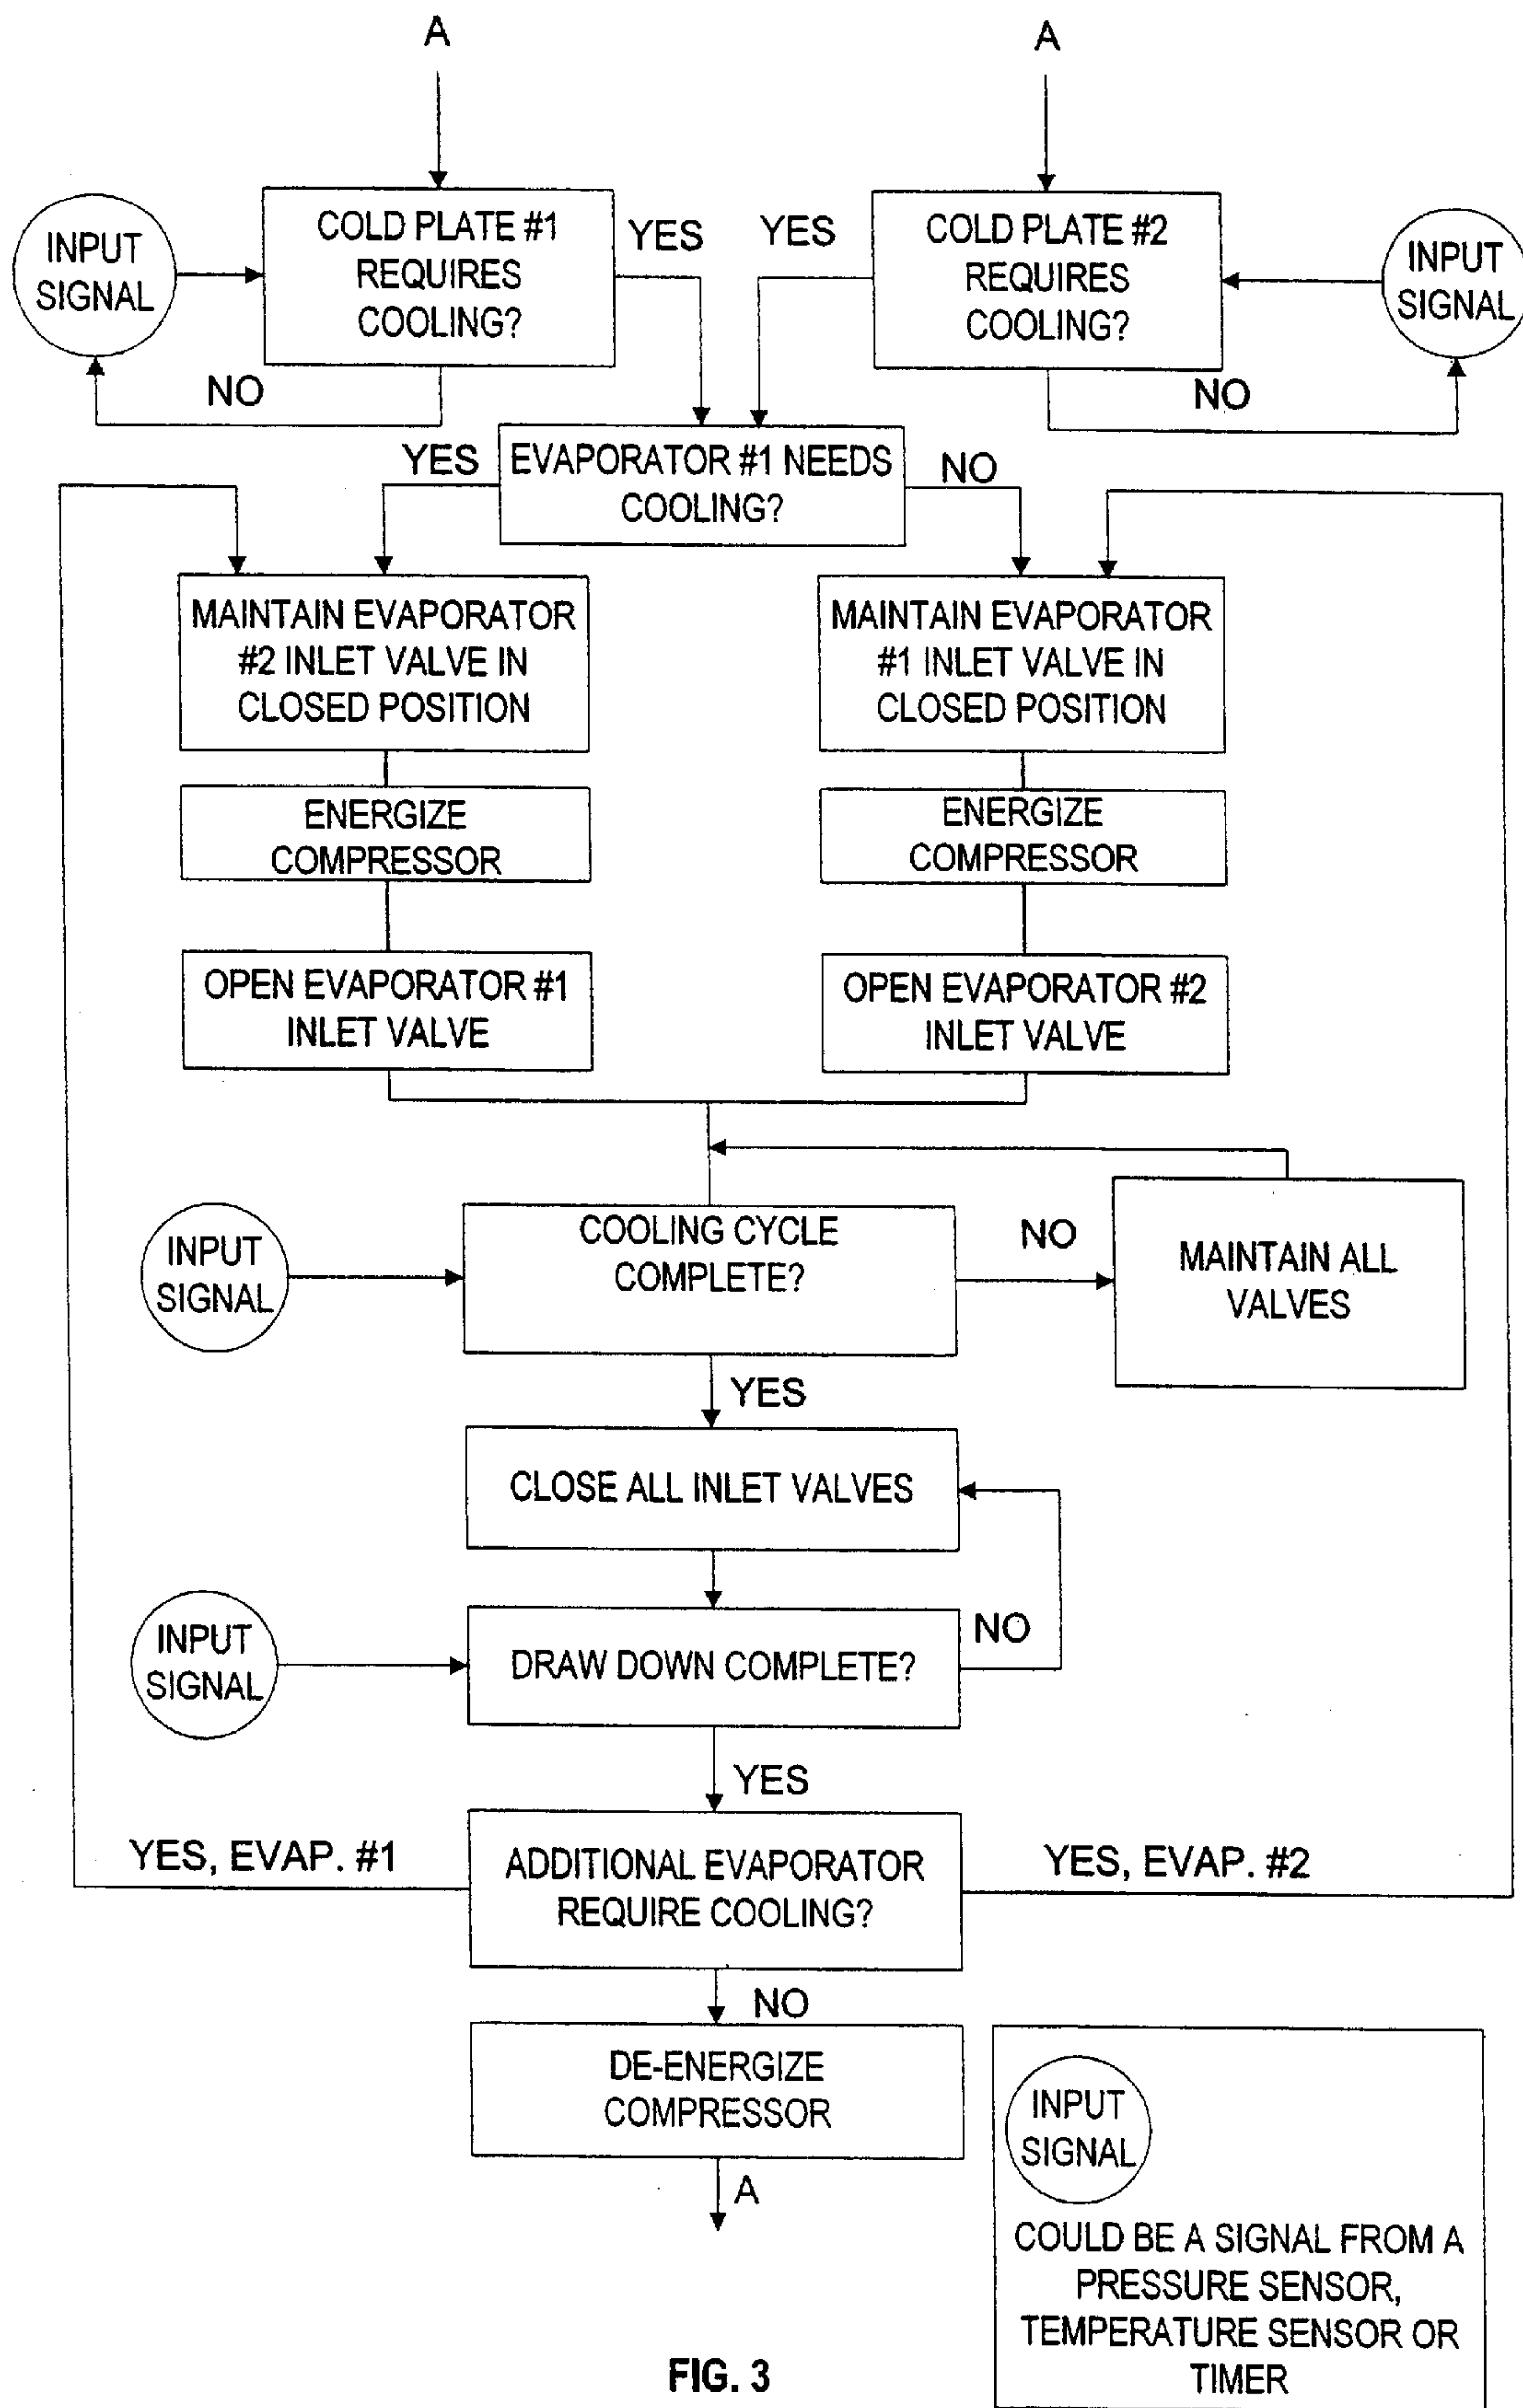 A
A
INPUT
SIGNAL
COLD PLATE #1
REQUIRES
COOLING?
YES
YES
COLD PLATE #2
REQUIRES
COOLING?
INPUT
SIGNAL
NO
NO
YES
EVAPORATOR #1 NEEDS
COOLING?
NO
MAINTAIN EVAPORATOR
#2 INLET VALVE IN
CLOSED POSITION
MAINTAIN EVAPORATOR
#1 INLET VALVE IN
CLOSED POSITION
ENERGIZE
COMPRESSOR
ENERGIZE
COMPRESSOR
OPEN EVAPORATOR #1
INLET VALVE
OPEN EVAPORATOR #2
INLET VALVE
INPUT
SIGNAL
COOLING CYCLE
COMPLETE?
NO
MAINTAIN ALL
VALVES
YES
CLOSE ALL INLET VALVES
INPUT
SIGNAL
DRAW DOWN COMPLETE?
NO
YES
YES, EVAP. #1
ADDITIONAL EVAPORATOR
REQUIRE COOLING?
YES, EVAP. #2
NO
DE-ENERGIZE
COMPRESSOR
A
INPUT
SIGNAL
COULD BE A SIGNAL FROM A
PRESSURE SENSOR,
TEMPERATURE SENSOR OR
TIMER
FIG. 3